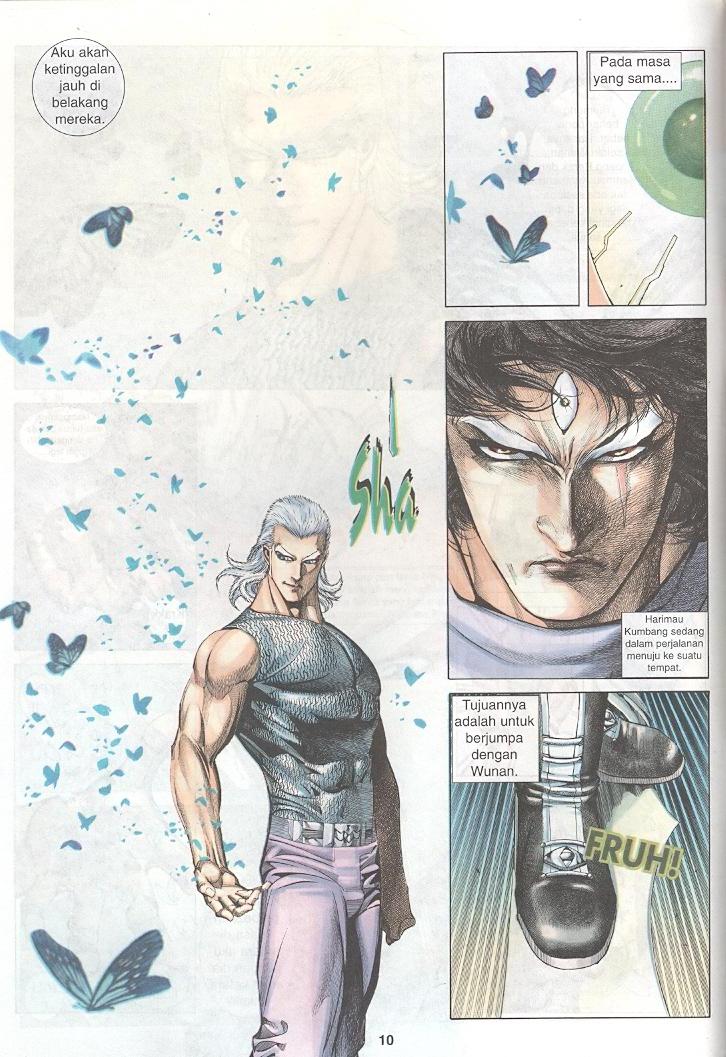 Aku akan
ketinggalan
jauh di
belakang
mereka.
Sha
Pada masa
yang sama....
Harimau
Kumbang sedang
dalam perjalanan
menuju ke suatu
tempat.
Tujuannya
adalah untuk
berjumpa
dengan
Wunan.
FRUH!
10